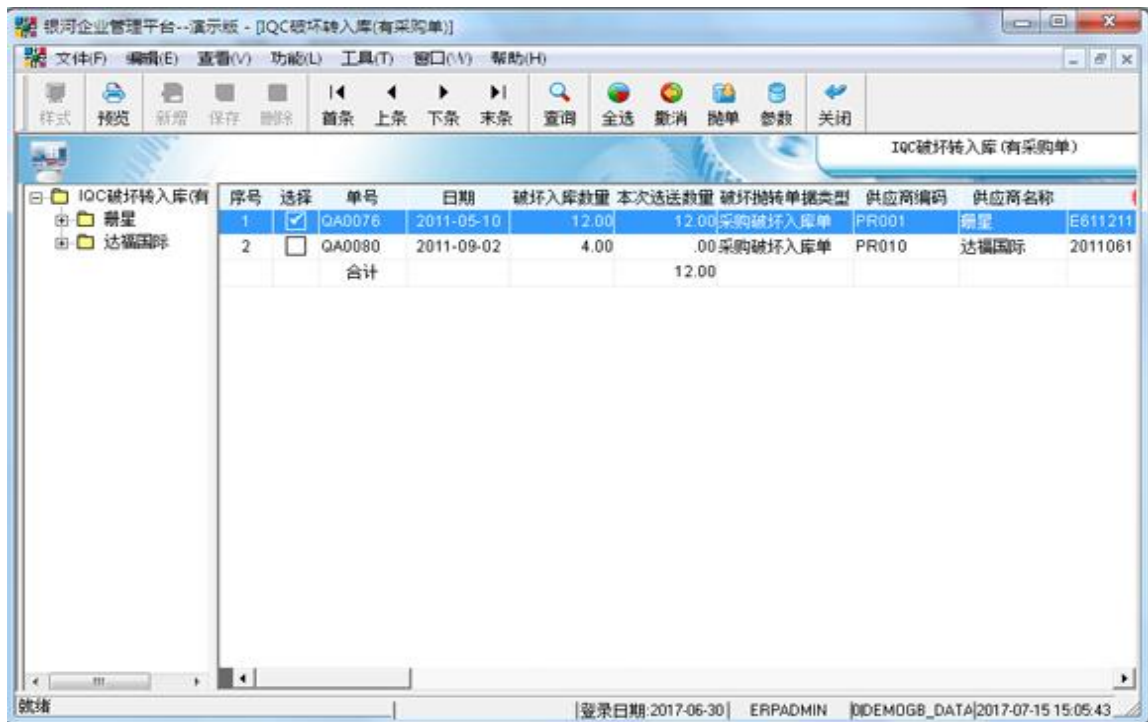 银河企业管理平台--演示版 - [IQC破坏转入库(有采购单)]
文件(F) 编辑(E) 查看(V) 功能(L) 工具(T) 窗口(W) 帮助(H)
样式 预览 新增 保存 删除 首条 上条 下条 末条 查询 全选 撤消 抛单 参数 关闭
IQC破坏转入库(有采购单)
IQC破坏转入库(有
珊星
达福国际
序号 选择 单号 日期 破坏入库数量 本次选送数量 破坏抛转单据类型 供应商编码 供应商名称
1 QA0076 2011-05-10 12.00 12.00 采购破坏入库单 PR001 珊星 E611211
2 QA0080 2011-09-02 4.00 .00 采购破坏入库单 PR010 达福国际 2011061
合计 12.00
就绪 登录日期:2017-06-30 ERPADMIN DEMOGB_DATA 2017-07-15 15:05:43